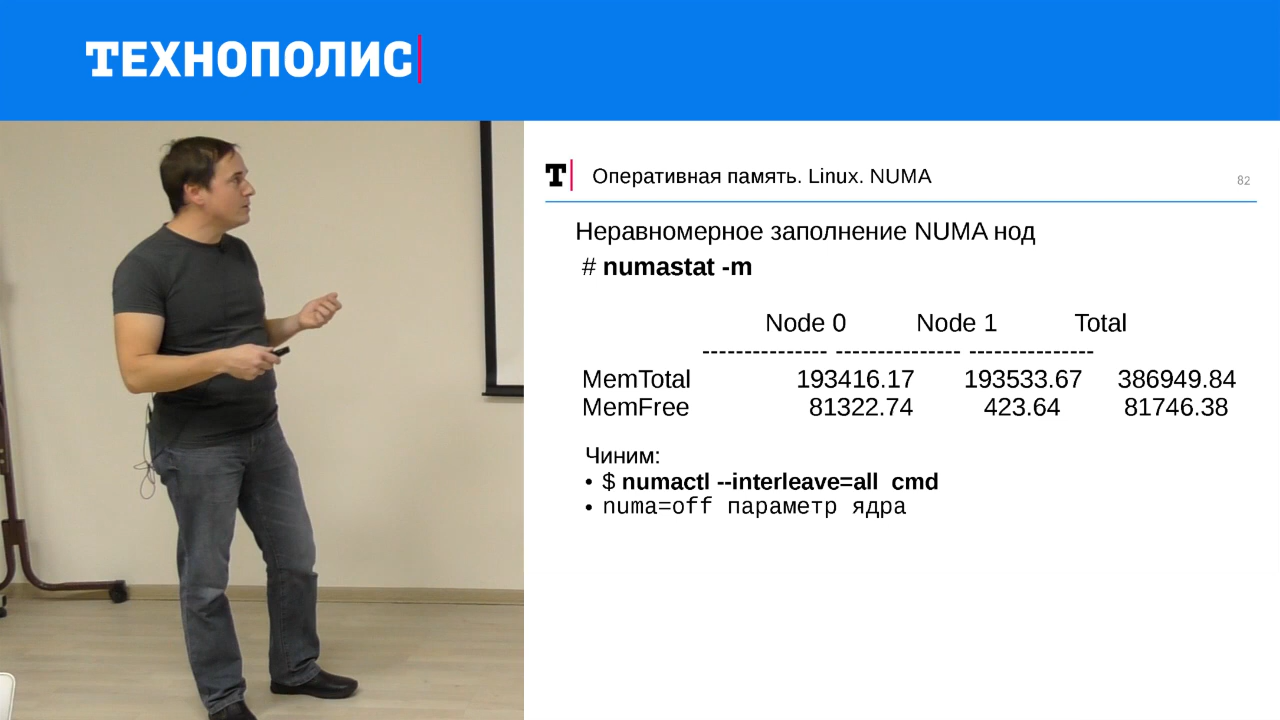 ТЕХНОПОЛИС
Т Оперативная память. Linux. NUMA 82
Неравномерное заполнение NUMA нод
# numastat -m
Node 0 Node 1 Total
--------------- --------------- ---------------
MemTotal 193416.17 193533.67 386949.84
MemFree 81322.74 423.64 81746.38
Чиним:
• $ numactl --interleave=all cmd
• numa=off параметр ядра